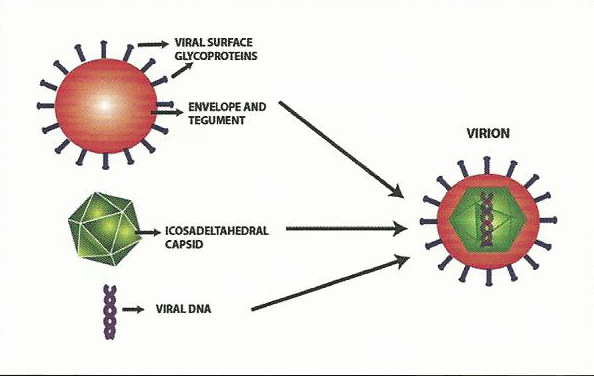 VIRAL SURFACE
GLYCOPROTEINS
ENVELOPE AND
TEGUMENT
VIRION
ICOSADELTAHEDRAL
CAPSID
VIRAL DNA